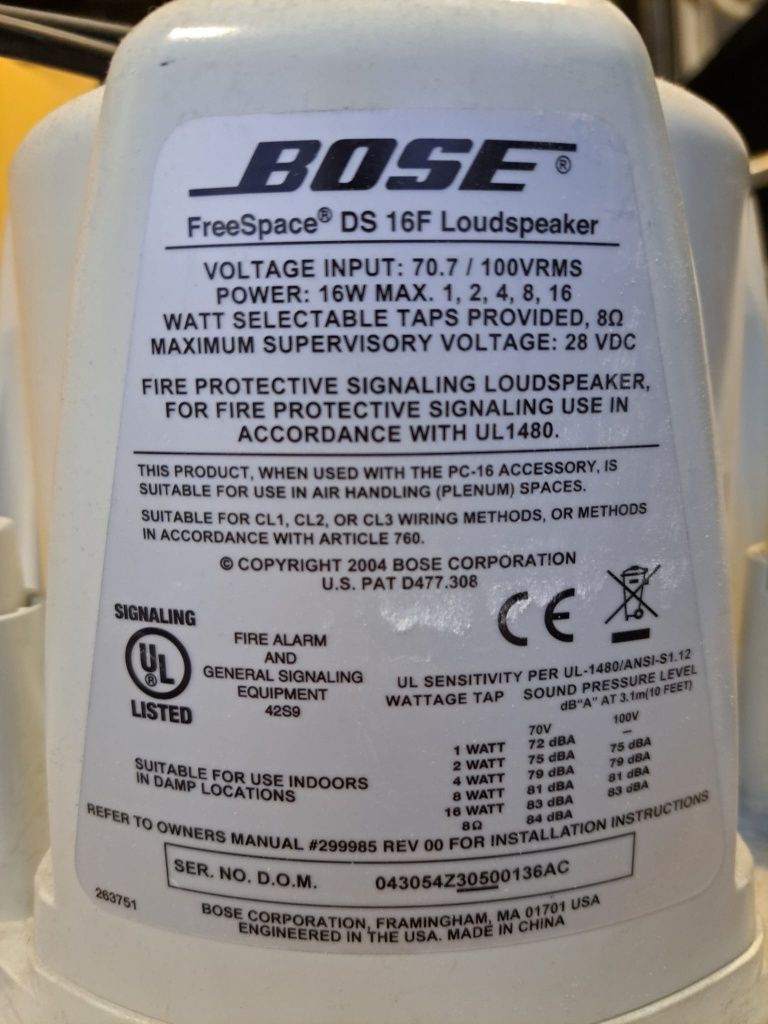 BOSE®
FreeSpace® DS 16F Loudspeaker
VOLTAGE INPUT: 70.7 / 100VRMS
POWER: 16W MAX. 1, 2, 4, 8, 16
WATT SELECTABLE TAPS PROVIDED, 8Ω
MAXIMUM SUPERVISORY VOLTAGE: 28 VDC
FIRE PROTECTIVE SIGNALING LOUDSPEAKER,
FOR FIRE PROTECTIVE SIGNALING USE IN
ACCORDANCE WITH UL1480.
THIS PRODUCT, WHEN USED WITH THE PC-16 ACCESSORY, IS
SUITABLE FOR USE IN AIR HANDLING (PLENUM) SPACES.
SUITABLE FOR CL1, CL2, OR CL3 WIRING METHODS, OR METHODS
IN ACCORDANCE WITH ARTICLE 760.
© COPYRIGHT 2004 BOSE CORPORATION
U.S. PAT D477.308
SIGNALING
UL®
LISTED
FIRE ALARM
AND
GENERAL SIGNALING
EQUIPMENT
42S9
CE
UL SENSITIVITY PER UL-1480/ANSI-S1.12
WATTAGE TAP SOUND PRESSURE LEVEL
dB"A" AT 3.1m(10 FEET)
70V 100V
1 WATT 72 dBA –
2 WATT 75 dBA 75 dBA
4 WATT 79 dBA 79 dBA
8 WATT 81 dBA 81 dBA
16 WATT 83 dBA 83 dBA
8Ω 84 dBA
SUITABLE FOR USE INDOORS
IN DAMP LOCATIONS
REFER TO OWNERS MANUAL #299985 REV 00 FOR INSTALLATION INSTRUCTIONS
SER. NO. D.O.M. 043054Z30500136AC
263751
BOSE CORPORATION, FRAMINGHAM, MA 01701 USA
ENGINEERED IN THE USA. MADE IN CHINA